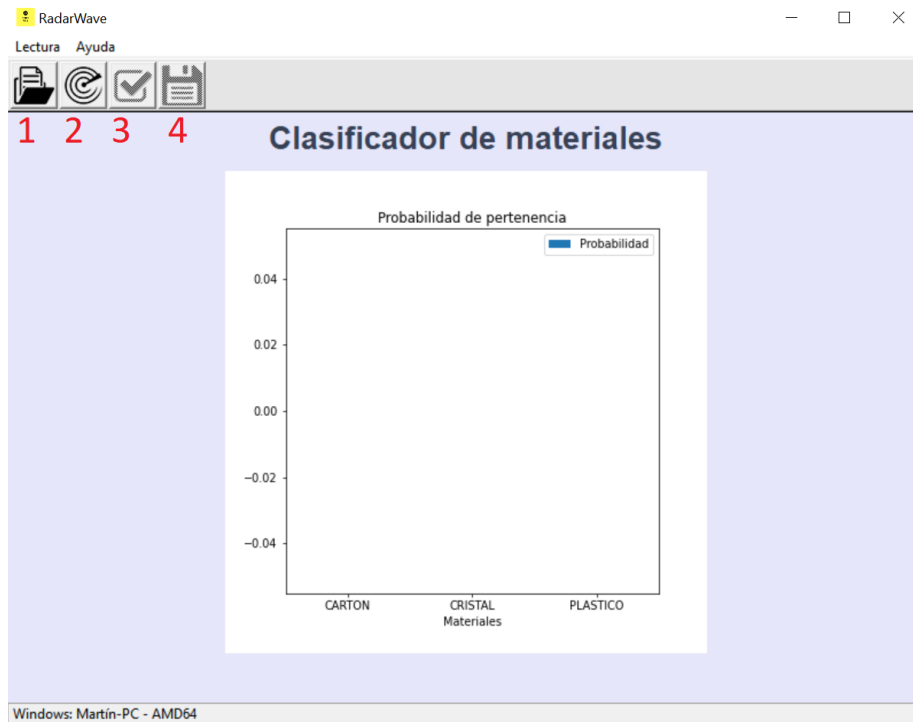 RadarWave
Lectura Ayuda
1 2 3 4
Clasificador de materiales
Probabilidad de pertenencia
Probabilidad
0.04
0.02
0.00
−0.02
−0.04
CARTON CRISTAL PLASTICO
Materiales
Windows: Martín-PC - AMD64